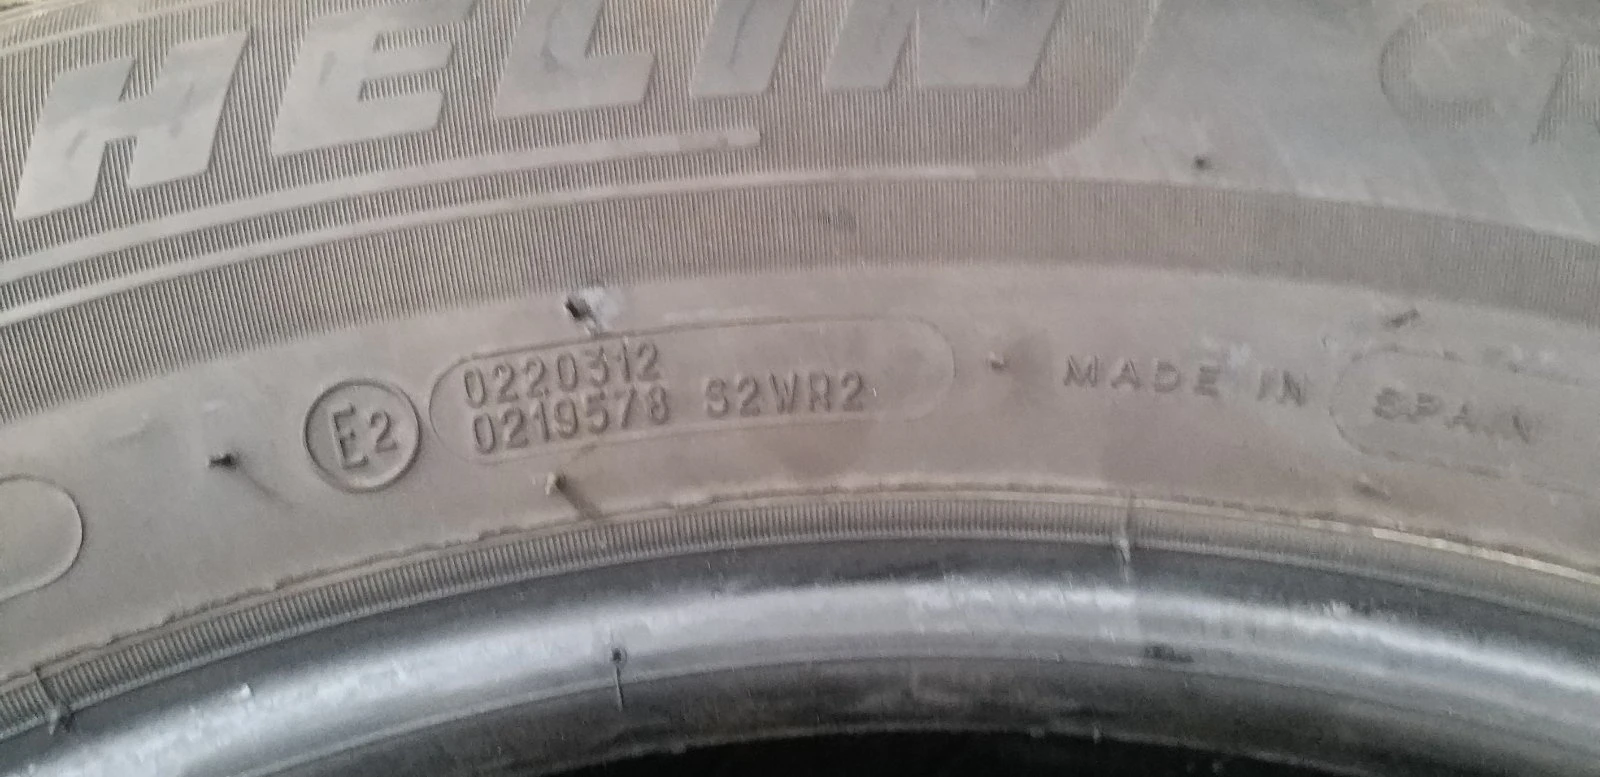 HELIN
E2
0220312
0219578 S2WR2
MADE IN SPAIN